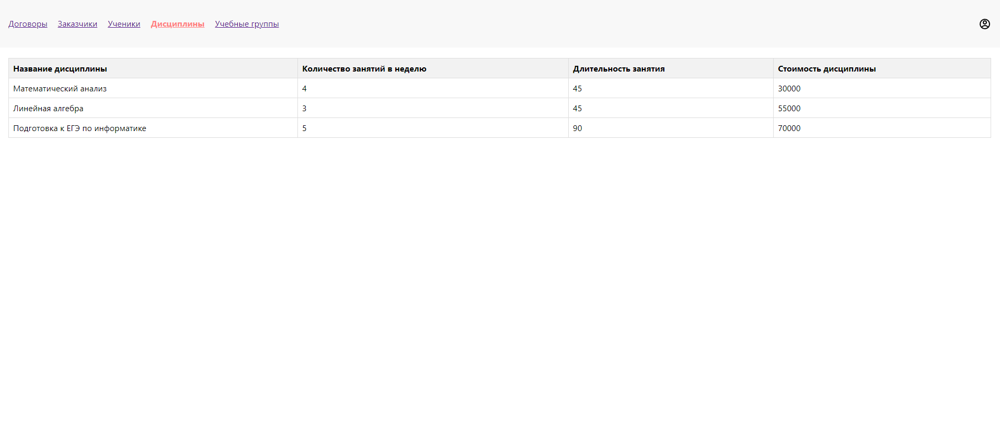 Договоры Заказчики Ученики Дисциплины Учебные группы
Название дисциплины Количество занятий в неделю Длительность занятия Стоимость дисциплины
Математический анализ 4 45 30000
Линейная алгебра 3 45 55000
Подготовка к ЕГЭ по информатике 5 90 70000